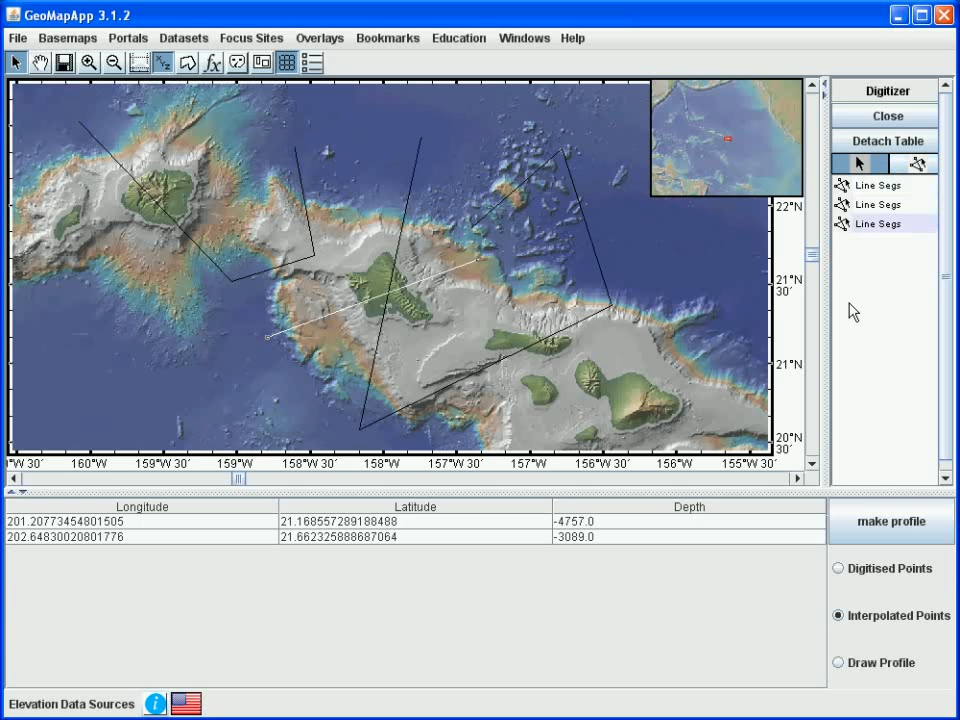 GeoMapApp 3.1.2
File Basemaps Portals Datasets Focus Sites Overlays Bookmarks Education Windows Help
Digitizer
Close
Detach Table
Line Segs
Line Segs
Line Segs
22°N
21°N
30´
21°N
20°N
30´
°W 30´ 160°W 159°W 30´ 159°W 158°W 30´ 158°W 157°W 30´ 157°W 156°W 30´ 156°W 155°W 30´
Longitude Latitude Depth
201.20773454801505 21.168557289188488 -4757.0
202.64830020801776 21.662325888687064 -3089.0
make profile
Digitised Points
Interpolated Points
Draw Profile
Elevation Data Sources